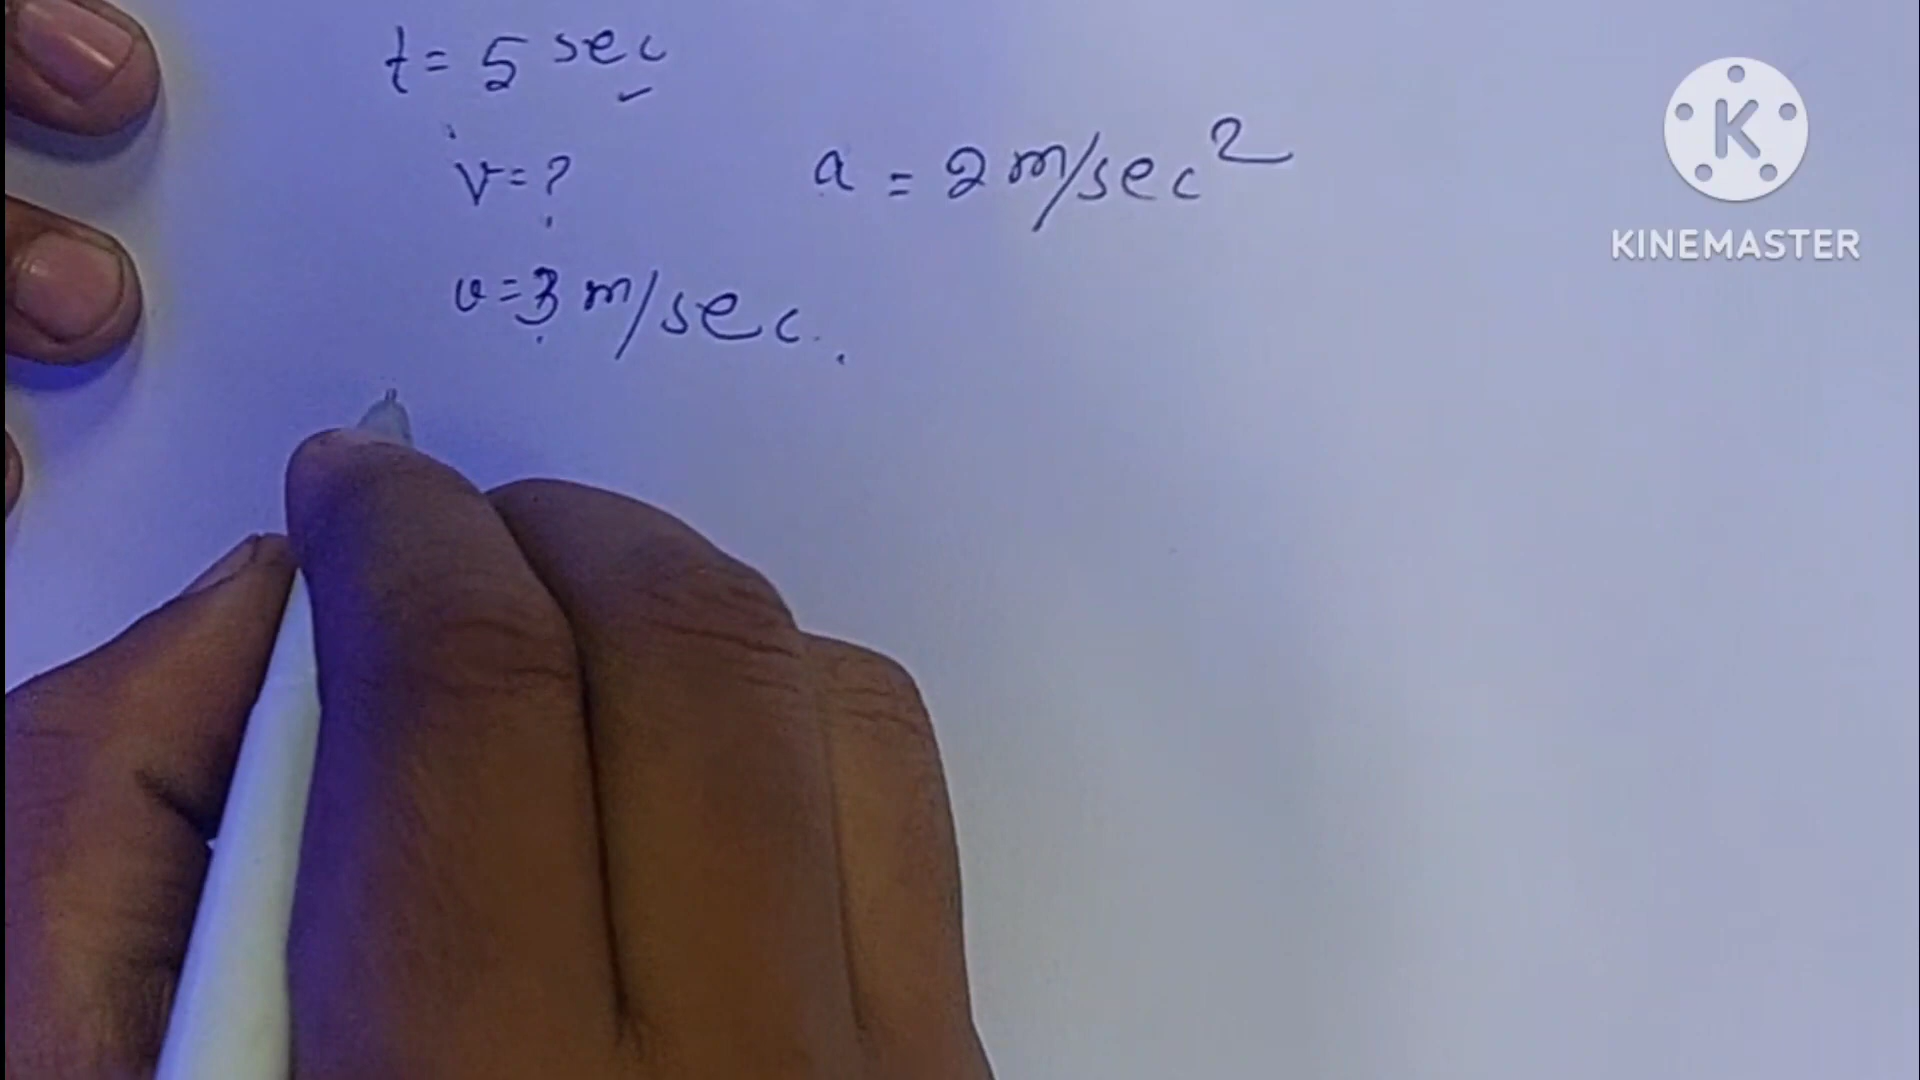 t = 5 sec
v = ?
a = 2 m/sec²
u = 3 m/sec.
KINEMASTER